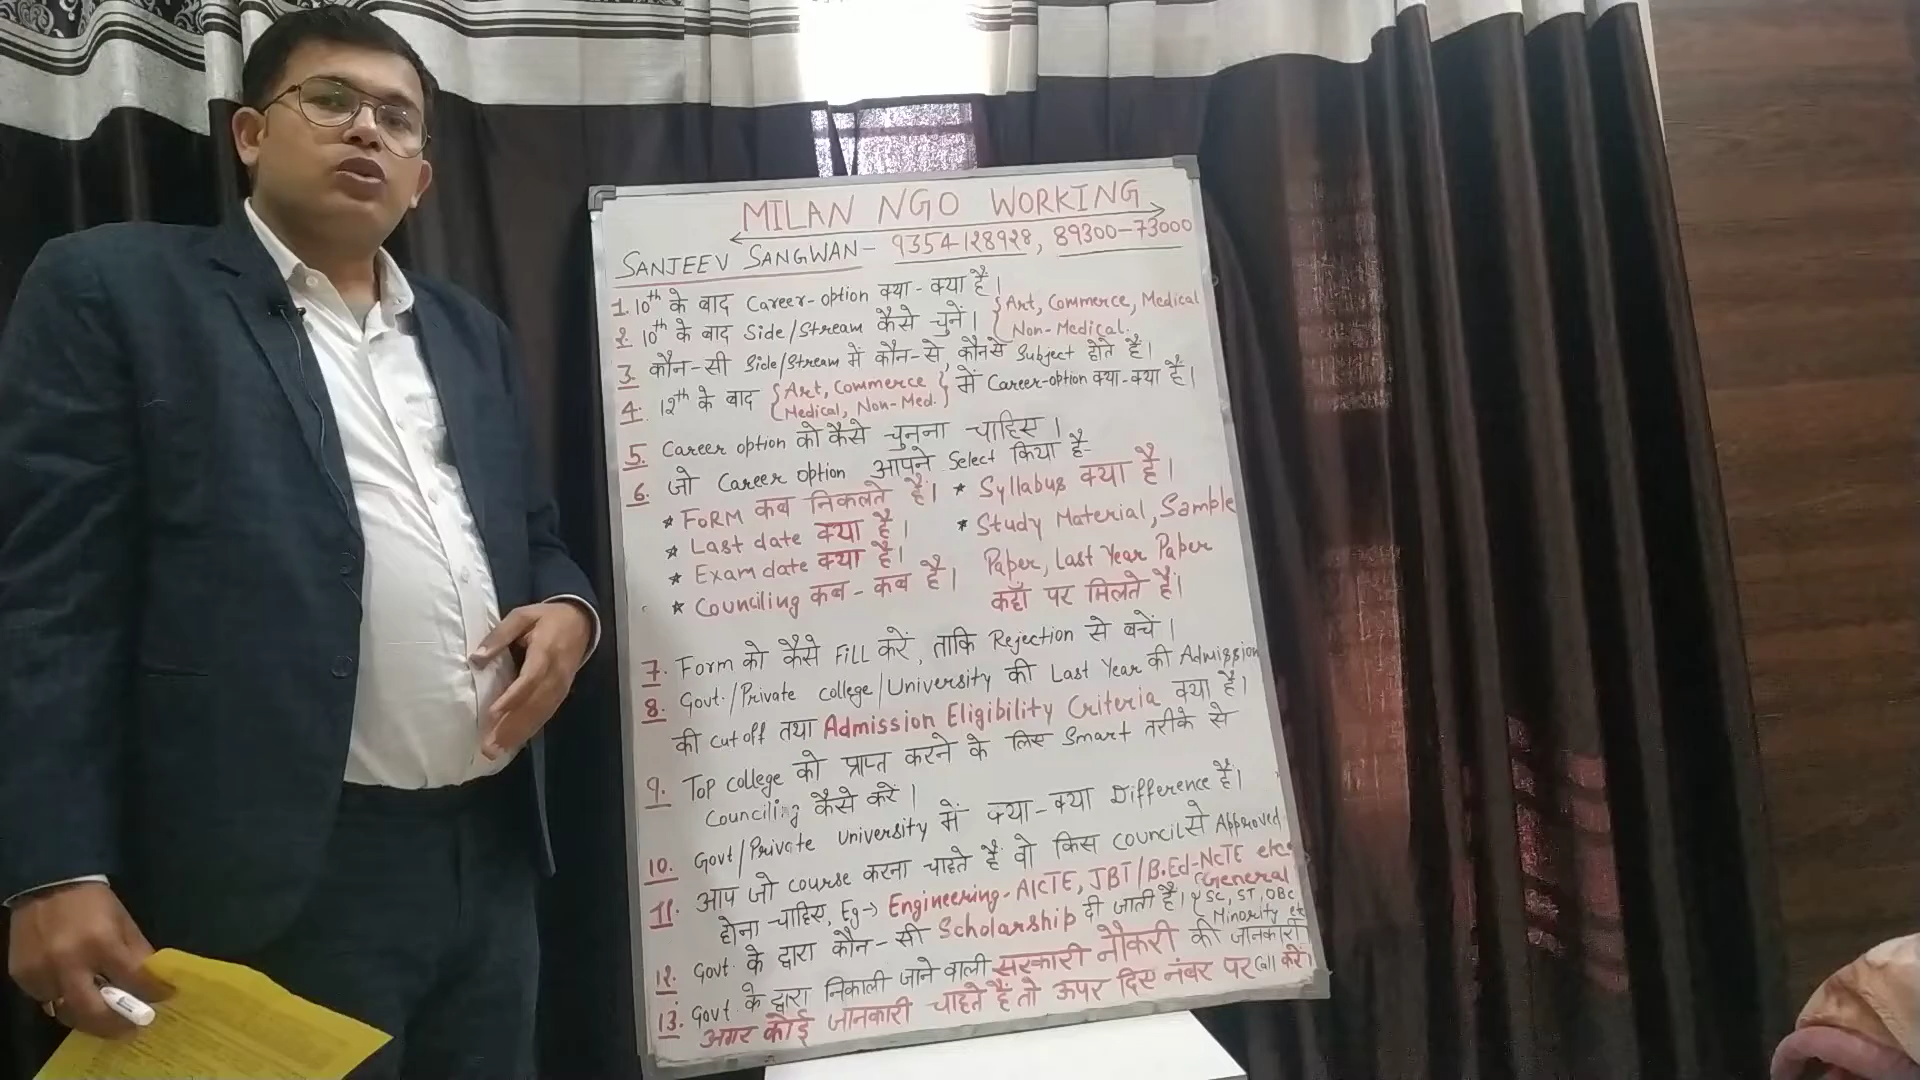 MILAN NGO WORKING
SANJEEV SANGWAN - 9354128928, 89300-73000
1. 10th के बाद Career-option क्या-क्या है।
2. 10th के बाद Side/Stream कैसे चुनें। { Art, Commerce, Medical
Non-Medical.
3. कौन-सी Side/Stream में कौन-से, कौनसे Subject होते हैं।
4. 12th के बाद { Art, Commerce
Medical, Non-Med. } में Career-option क्या-क्या है।
5. Career option को कैसे चुनना चाहिए।
6. जो Career option आपने Select किया है-
* FORM कब निकलते हैं।
* Last date क्या है।
* Exam date क्या है।
* Counciling कब-कब है।
* Syllabus क्या है।
* Study Material, Sample
Paper, Last Year Paper
कहाँ पर मिलते हैं।
7. Form को कैसे Fill करें, ताकि Rejection से बचें।
8. Govt./Private college/University की Last Year की Admission
की cut off तथा Admission Eligibility Criteria क्या है।
9. Top college को प्राप्त करने के लिए Smart तरीके से
Counciling कैसे करें।
10. Govt/Private University में क्या-क्या Difference है।
11. आप जो course करना चाहते हैं वो किस council से Approved
होना चाहिए, Eg→ Engineering-AICTE, JBT/B.Ed-NCTE etc.
12. Govt. के द्वारा कौन-सी Scholarship दी जाती है। { General
SC, ST, OBC
Minority etc
13. Govt. के द्वारा निकाली जाने वाली सरकारी नौकरी की जानकारी
अगर कोई जानकारी चाहते हैं तो ऊपर दिए नंबर पर Call करें।